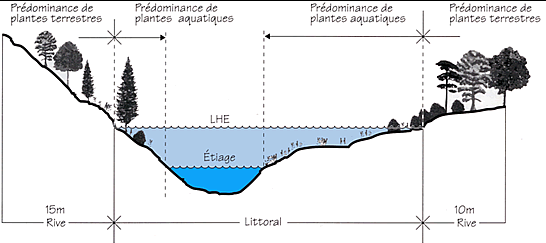 Prédominance de
plantes terrestres
Prédominance de
plantes aquatiques
Prédominance de
plantes aquatiques
Prédominance de
plantes terrestres
LHE
Étiage
15m
Rive
Littoral
10m
Rive